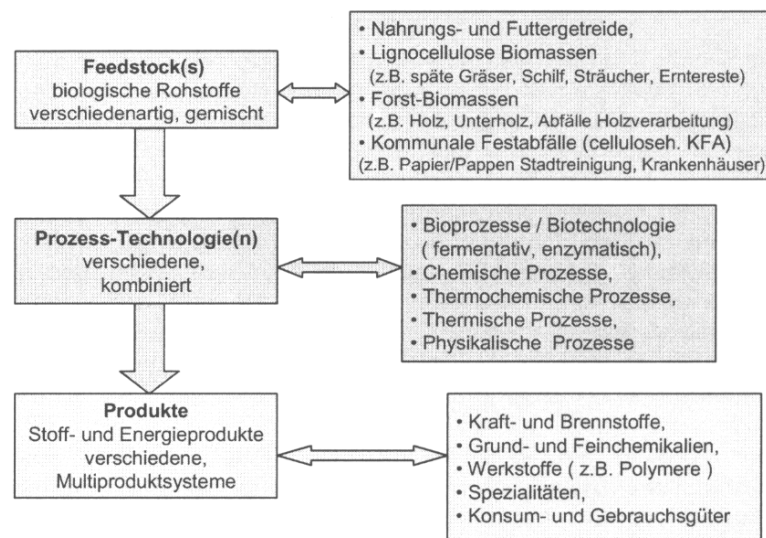 Feedstock(s)
biologische Rohstoffe
verschiedenartig, gemischt
• Nahrungs- und Futtergetreide,
• Lignocellulose Biomassen
(z.B. späte Gräser, Schilf, Sträucher, Erntereste)
• Forst-Biomassen
(z.B. Holz, Unterholz, Abfälle Holzverarbeitung)
• Kommunale Festabfälle (celluloseh. KFA)
(z.B. Papier/Pappen Stadtreinigung, Krankenhäuser)
Prozess-Technologie(n)
verschiedene,
kombiniert
• Bioprozesse / Biotechnologie
( fermentativ, enzymatisch),
• Chemische Prozesse,
• Thermochemische Prozesse,
• Thermische Prozesse,
• Physikalische Prozesse
Produkte
Stoff- und Energieprodukte
verschiedene,
Multiproduktsysteme
• Kraft- und Brennstoffe,
• Grund- und Feinchemikalien,
• Werkstoffe ( z.B. Polymere )
• Spezialitäten,
• Konsum- und Gebrauchsgüter